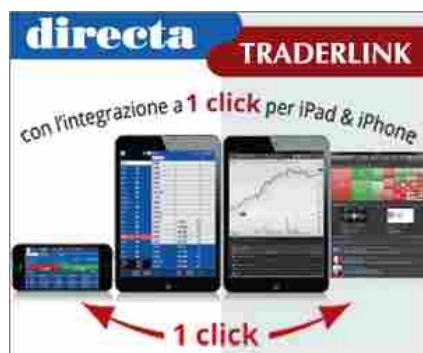 directa
TRADERLINK
con l'integrazione a 1 click per iPad & iPhone
1 click